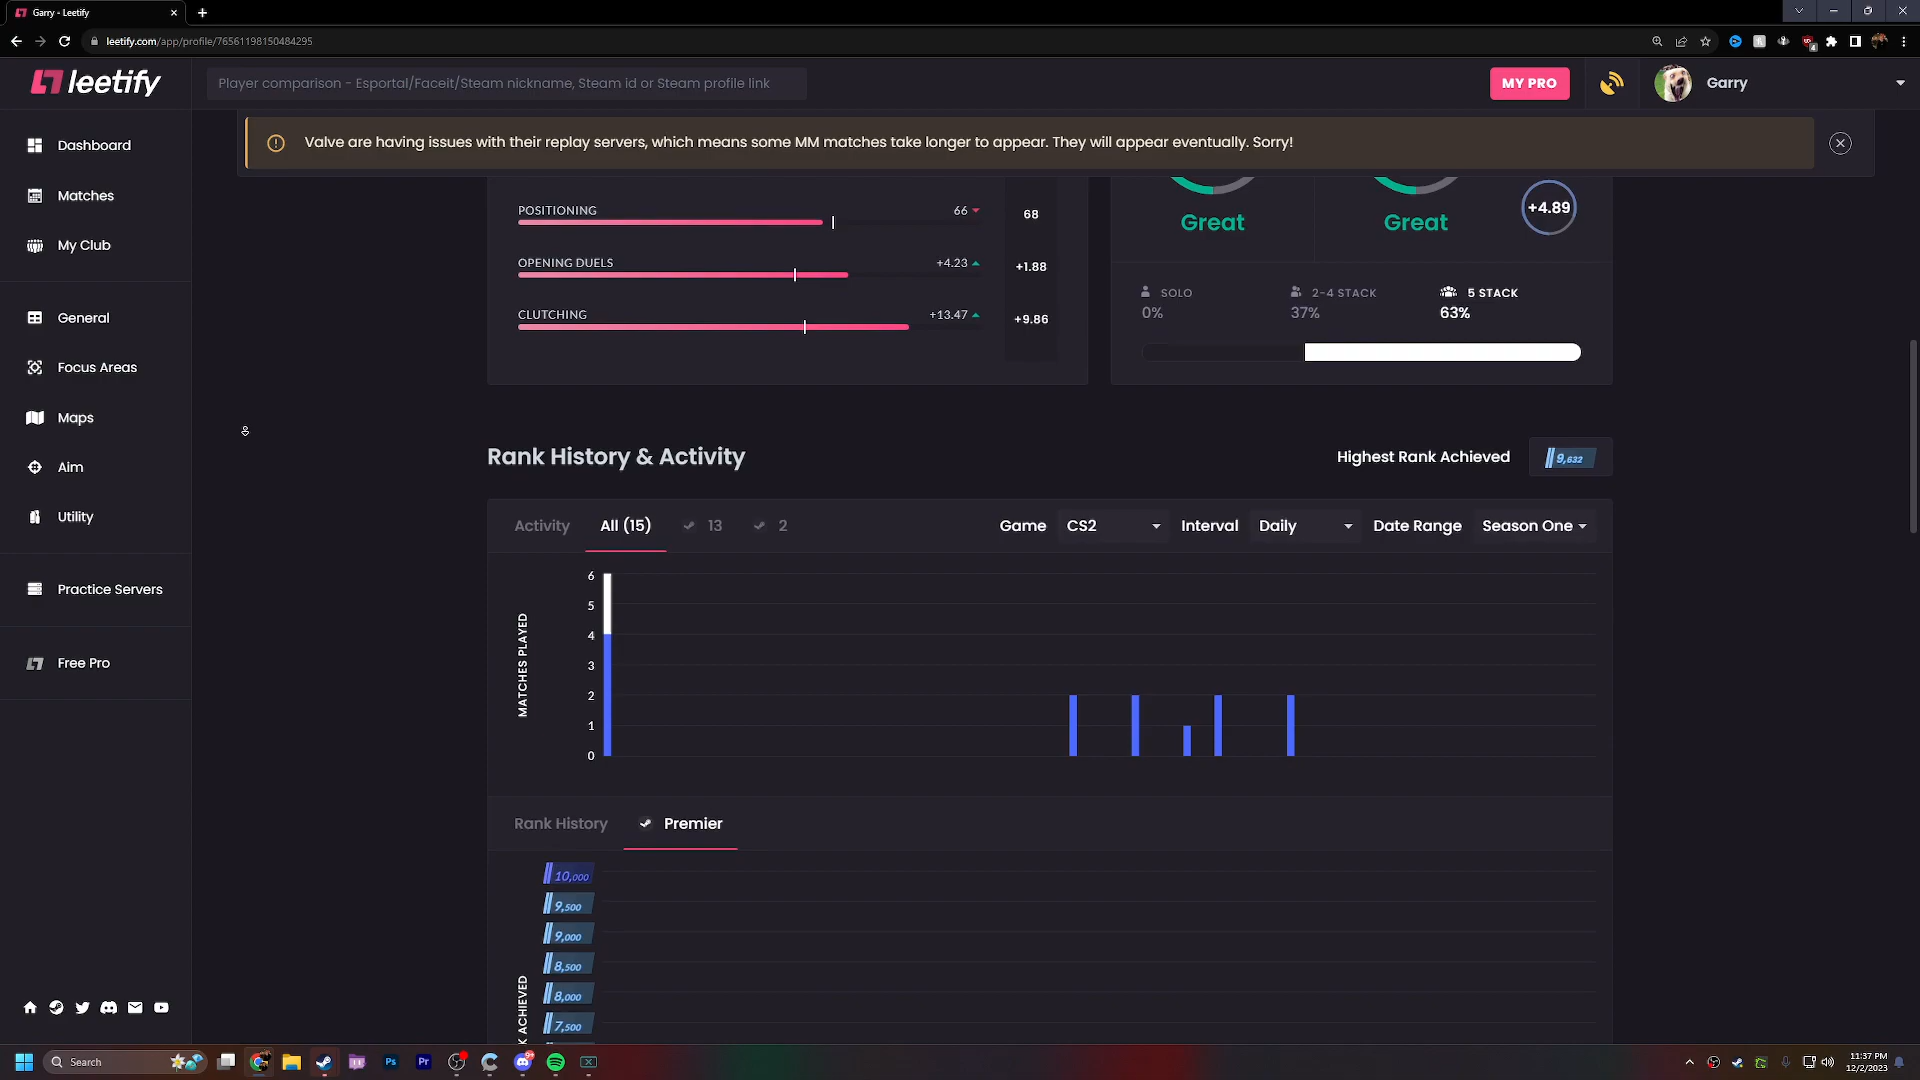 Garry - Leetify
leetify.com/app/profile/76561198150484295
leetify
Player comparison - Esportal/Faceit/Steam nickname, Steam id or Steam profile link
MY PRO
Garry
Valve are having issues with their replay servers, which means some MM matches take longer to appear. They will appear eventually. Sorry!
Dashboard
Matches
My Club
General
Focus Areas
Maps
Aim
Utility
Practice Servers
Free Pro
POSITIONING 66 68
OPENING DUELS +4.23 +1.88
CLUTCHING +13.47 +9.86
Great Great +4.89
SOLO 2-4 STACK 5 STACK
0% 37% 63%
Rank History & Activity
Highest Rank Achieved 9,632
Activity All (15) 13 2
Game CS2 Interval Daily Date Range Season One
MATCHES PLAYED
6
5
4
3
2
1
0
Rank History Premier
10,000
9,500
9,000
8,500
8,000
7,500
ACHIEVED
Search
Ps
Pr
11:37 PM
12/2/2023